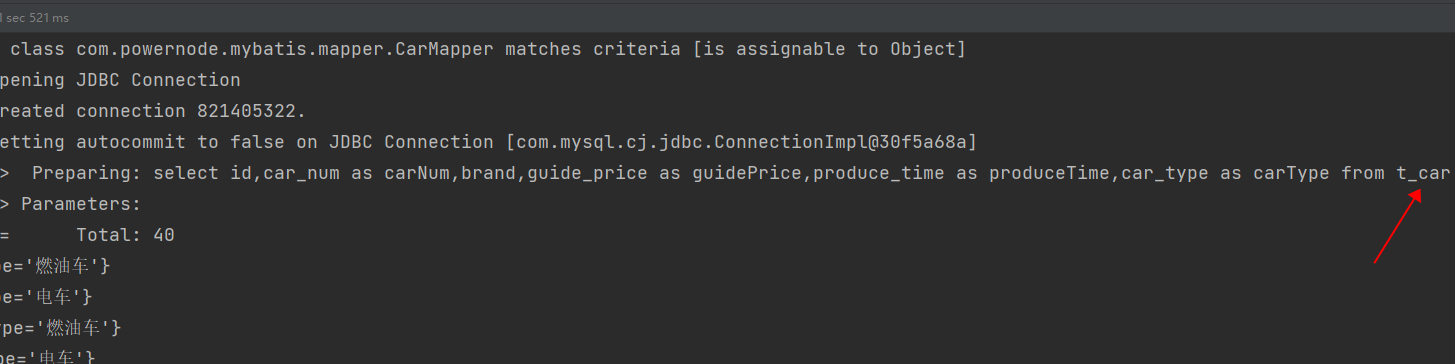 l sec 521 ms
class com.powernode.mybatis.mapper.CarMapper matches criteria [is assignable to Object]
pening JDBC Connection
reated connection 821405322.
etting autocommit to false on JDBC Connection [com.mysql.cj.jdbc.ConnectionImpl@30f5a68a]
>  Preparing: select id,car_num as carNum,brand,guide_price as guidePrice,produce_time as produceTime,car_type as carType from t_car
> Parameters:
=      Total: 40
pe='燃油车'}
pe='电车'}
ype='燃油车'}
pe='电车'}